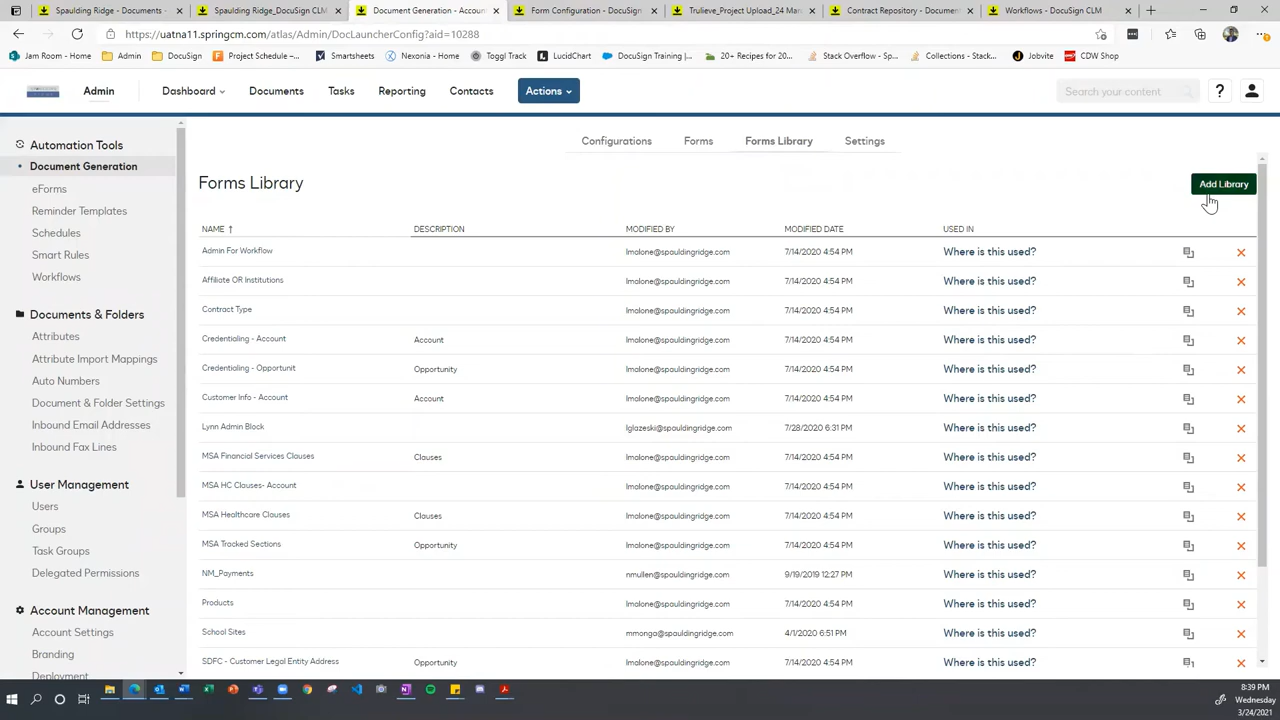 Spaulding Ridge - Documents - 
Spaulding Ridge_DocuSign CLM
Document Generation - Accoun
Form Configuration - DocuSign
Trulieve_Project Upload_24 Mar
Contract Repository - Document
Workflows - DocuSign CLM
https://uatna11.springcm.com/atlas/Admin/DocLauncherConfig?aid=10288
Jam Room - Home
Admin
DocuSign
Project Schedule -...
Smartsheets
Nexonia - Home
Toggl Track
LucidChart
DocuSign Training |...
20+ Recipes for 20...
Stack Overflow - Sp...
Collections - Stack...
Jobvite
CDW Shop
Admin
Dashboard
Documents
Tasks
Reporting
Contacts
Actions
Search your content
?
Automation Tools
Document Generation
eForms
Reminder Templates
Schedules
Smart Rules
Workflows
Documents & Folders
Attributes
Attribute Import Mappings
Auto Numbers
Document & Folder Settings
Inbound Email Addresses
Inbound Fax Lines
User Management
Users
Groups
Task Groups
Delegated Permissions
Account Management
Account Settings
Branding
Deployment
Configurations
Forms
Forms Library
Settings
Forms Library
Add Library
NAME ↑ DESCRIPTION MODIFIED BY MODIFIED DATE USED IN
Admin For Workflow lmalone@spauldingridge.com 7/14/2020 4:54 PM Where is this used?
Affiliate OR Institutions lmalone@spauldingridge.com 7/14/2020 4:54 PM Where is this used?
Contract Type lmalone@spauldingridge.com 7/14/2020 4:54 PM Where is this used?
Credentialing - Account Account lmalone@spauldingridge.com 7/14/2020 4:54 PM Where is this used?
Credentialing - Opportunit Opportunity lmalone@spauldingridge.com 7/14/2020 4:54 PM Where is this used?
Customer Info - Account Account lmalone@spauldingridge.com 7/14/2020 4:54 PM Where is this used?
Lynn Admin Block lglazeski@spauldingridge.com 7/28/2020 6:31 PM Where is this used?
MSA Financial Services Clauses Clauses lmalone@spauldingridge.com 7/14/2020 4:54 PM Where is this used?
MSA HC Clauses- Account lmalone@spauldingridge.com 7/14/2020 4:54 PM Where is this used?
MSA Healthcare Clauses Clauses lmalone@spauldingridge.com 7/14/2020 4:54 PM Where is this used?
MSA Tracked Sections Opportunity lmalone@spauldingridge.com 7/14/2020 4:54 PM Where is this used?
NM_Payments nmullen@spauldingridge.com 9/19/2019 12:27 PM Where is this used?
Products lmalone@spauldingridge.com 7/14/2020 4:54 PM Where is this used?
School Sites mmonga@spauldingridge.com 4/1/2020 6:51 PM Where is this used?
SDFC - Customer Legal Entity Address Opportunity lmalone@spauldingridge.com 7/14/2020 4:54 PM Where is this used?
8:39 PM
Wednesday
3/24/2021